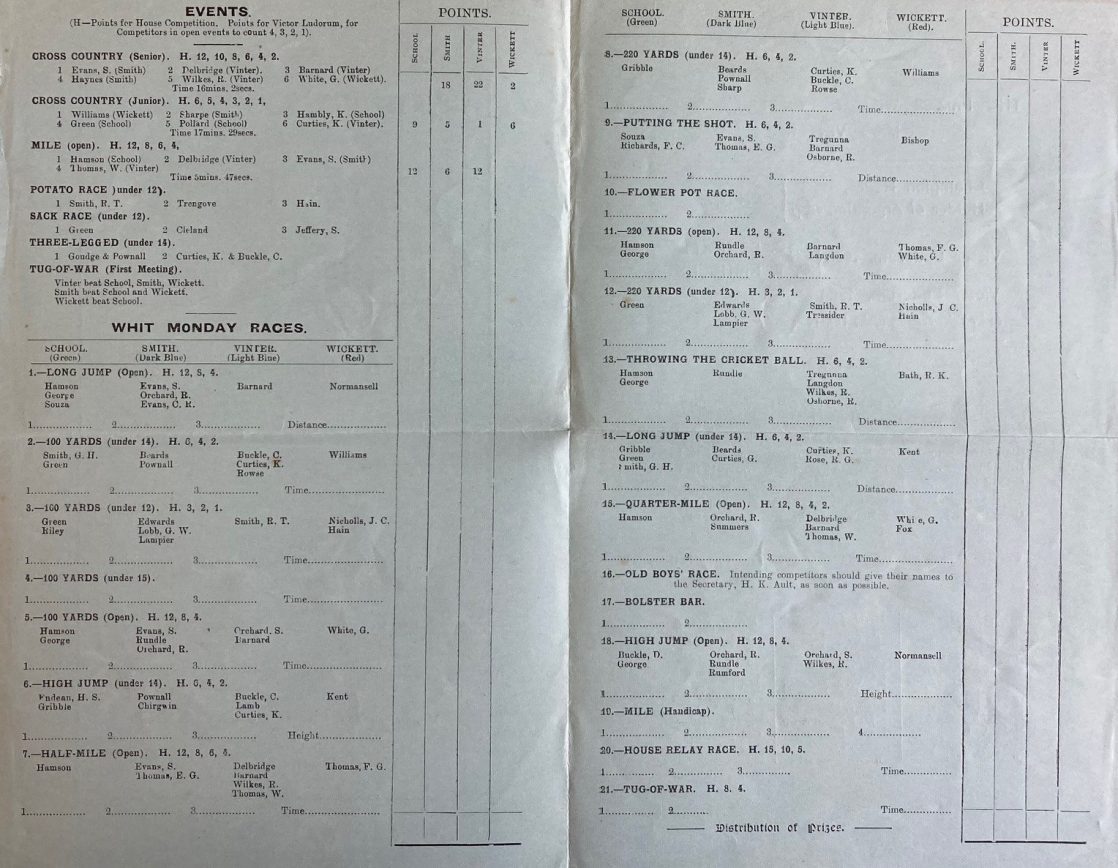 EVENTS.
(H—Points for House Competition. Points for Victor Ludorum, for
Competitors in open events to count 4, 3, 2, 1).
POINTS.
SCHOOL SMITH VINTER WICKETT
CROSS COUNTRY (Senior). H. 12, 10, 8, 6, 4, 2.
1 Evans, S. (Smith) 2 Delbridge (Vinter). 3 Barnard (Vinter)
4 Haynes (Smith) 5 Wilkes, R. (Vinter) 6 White, G. (Wickett).
Time 16mins. 2secs.
18 22 2
CROSS COUNTRY (Junior). H. 6, 5, 4, 3, 2, 1,
1 Williams (Wickett) 2 Sharpe (Smith) 3 Hambly, K. (School)
4 Green (School) 5 Pollard (School) 6 Curties, K. (Vinter).
Time 17mins. 29secs.
9 5 1 6
MILE (open). H. 12, 8, 6, 4,
1 Hamson (School) 2 Delbridge (Vinter) 3 Evans, S. (Smith)
4 Thomas, W. (Vinter)
Time 5mins. 47secs.
12 6 12
POTATO RACE )under 12).
1 Smith, R. T. 2 Trengove 3 Hain.
SACK RACE (under 12).
1 Green 2 Cleland 3 Jeffery, S.
THREE-LEGGED (under 14).
1 Goudge & Pownall 2 Curties, K. & Buckle, C.
TUG-OF-WAR (First Meeting).
Vinter beat School, Smith, Wickett.
Smith beat School and Wickett.
Wickett beat School.
WHIT MONDAY RACES.
SCHOOL. SMITH. VINTER. WICKETT.
(Green) (Dark Blue) (Light Blue) (Red)
1.—LONG JUMP (Open). H. 12, 8, 4.
Hamson Evans, S. Barnard Normansell
George Orchard, R.
Souza Evans, C. R.
1 2 3 Distance
2.—100 YARDS (under 14). H. 6, 4, 2.
Smith, G. H. Beards Buckle, C. Williams
Green Pownall Curties, K.
Rowse
1 2 3 Time
3.—100 YARDS (under 12). H. 3, 2, 1.
Green Edwards Smith, R. T. Nicholls, J. C.
Riley Lobb, G. W. Hain
Lampier
1 2 3 Time
4.—100 YARDS (under 15).
1 2 3 Time
5.—100 YARDS (Open). H. 12, 8, 4.
Hamson Evans, S. Orchard, S. White, G.
George Rundle Barnard
Orchard, R.
1 2 3 Time
6.—HIGH JUMP (under 14). H. 6, 4, 2.
Endean, H. S. Pownall Buckle, C. Kent
Gribble Chirgwin Lamb
Curties, K.
1 2 3 Height
7.—HALF-MILE (Open). H. 12, 8, 6, 4.
Hamson Evans, S. Delbridge Thomas, F. G.
Thomas, E. G. Barnard
Wilkes, R.
Thomas, W.
1 2 3 Time
SCHOOL. SMITH. VINTER. WICKETT.
(Green) (Dark Blue) (Light Blue). (Red).
POINTS.
SCHOOL. SMITH. VINTER WICKETT
8.—220 YARDS (under 14). H. 6, 4, 2.
Gribble Beards Curties, K. Williams
Pownall Buckle, C.
Sharp Rowse
1 2 3 Time
9.—PUTTING THE SHOT. H. 6, 4, 2.
Souza Evans, S. Tregunna Bishop
Richards, F. C. Thomas, E. G. Barnard
Osborne, R.
1 2 3 Distance
10.—FLOWER POT RACE.
1 2
11.—220 YARDS (open). H. 12, 8, 4.
Hamson Rundle Barnard Thomas, F. G.
George Orchard, R. Langdon White, G.
1 2 3 Time
12.—220 YARDS (under 12). H. 3, 2, 1.
Green Edwards Smith, R. T. Nicholls, J C.
Lobb, G. W. Tressider Hain
Lampier
1 2 3 Time
13.—THROWING THE CRICKET BALL. H. 6, 4, 2.
Hamson Rundle Tregunna Bath, R. K.
George Langdon
Wilkes, R.
Osborne, R.
1 2 3 Distance
14.—LONG JUMP (under 14). H. 6, 4, 2.
Gribble Beards Curties, K. Kent
Green Curties, G. Rose, R. G.
Smith, G. H.
1 2 3 Distance
15.—QUARTER-MILE (Open). H. 12, 8, 4, 2.
Hamson Orchard, R. Delbridge White, G.
Summers Barnard Fox
Thomas, W.
1 2 3 Time
16.—OLD BOYS' RACE. Intending competitors should give their names to
the Secretary, H. K. Ault, as soon as possible.
17.—BOLSTER BAR.
1 2
18.—HIGH JUMP (Open). H. 12, 8, 4.
Buckle, D. Orchard, R. Orchard, S. Normansell
George Rundle Wilkes, R.
Rumford
1 2 3 Height
19.—MILE (Handicap).
1 2 3 4
20.—HOUSE RELAY RACE. H. 15, 10, 5.
1 2 3 Time
21.—TUG-OF-WAR. H. 8. 4.
1 2 Time
Distribution of Prizes.